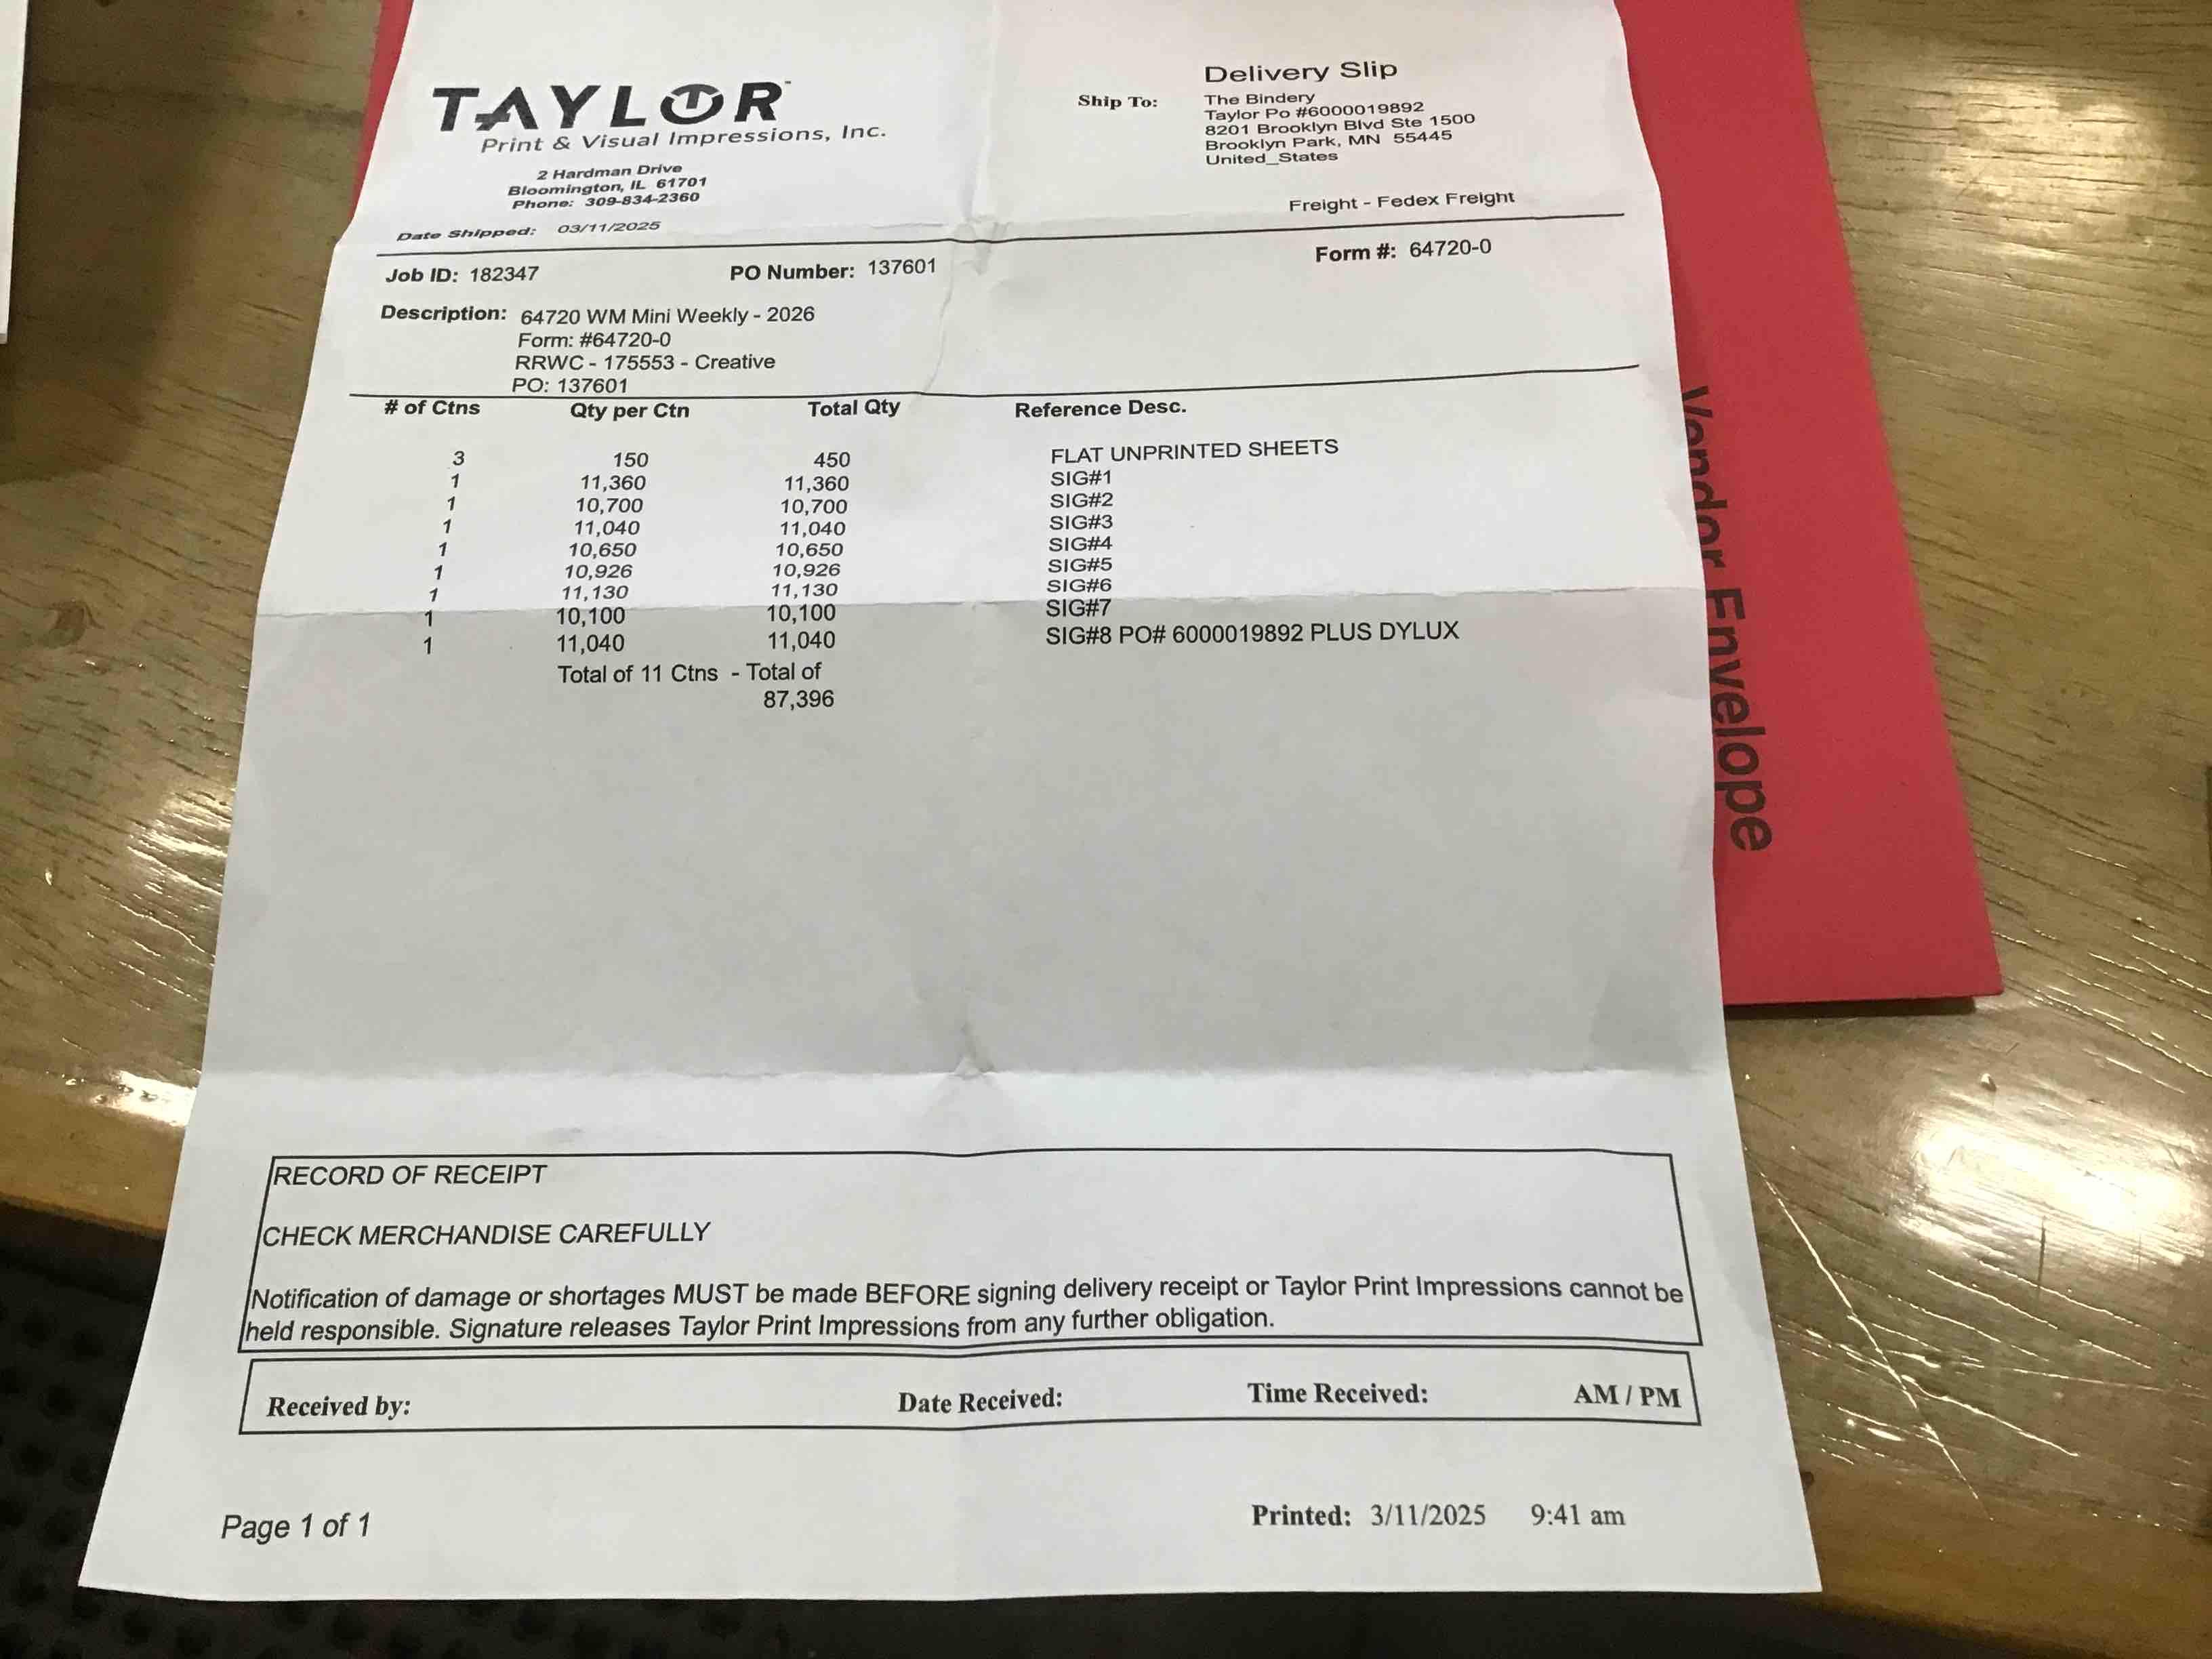 TAYLOR™
Print & Visual Impressions, Inc.
2 Hardman Drive
Bloomington, IL 61701
Phone: 309-834-2360
Date Shipped: 03/11/2025
Delivery Slip
Ship To: The Bindery
Taylor Po #6000019892
8201 Brooklyn Blvd Ste 1500
Brooklyn Park, MN 55445
United_States
Freight - Fedex Freight
Job ID: 182347 PO Number: 137601 Form #: 64720-0
Description: 64720 WM Mini Weekly - 2026
Form: #64720-0
RRWC - 175553 - Creative
PO: 137601
# of Ctns Qty per Ctn Total Qty Reference Desc.
3 150 450 FLAT UNPRINTED SHEETS
1 11,360 11,360 SIG#1
1 10,700 10,700 SIG#2
1 11,040 11,040 SIG#3
1 10,650 10,650 SIG#4
1 10,926 10,926 SIG#5
1 11,130 11,130 SIG#6
1 10,100 10,100 SIG#7
1 11,040 11,040 SIG#8 PO# 6000019892 PLUS DYLUX
Total of 11 Ctns - Total of
87,396
RECORD OF RECEIPT
CHECK MERCHANDISE CAREFULLY
Notification of damage or shortages MUST be made BEFORE signing delivery receipt or Taylor Print Impressions cannot be
held responsible. Signature releases Taylor Print Impressions from any further obligation.
Received by: Date Received: Time Received: AM / PM
Page 1 of 1 Printed: 3/11/2025 9:41 am
Vendor Envelope